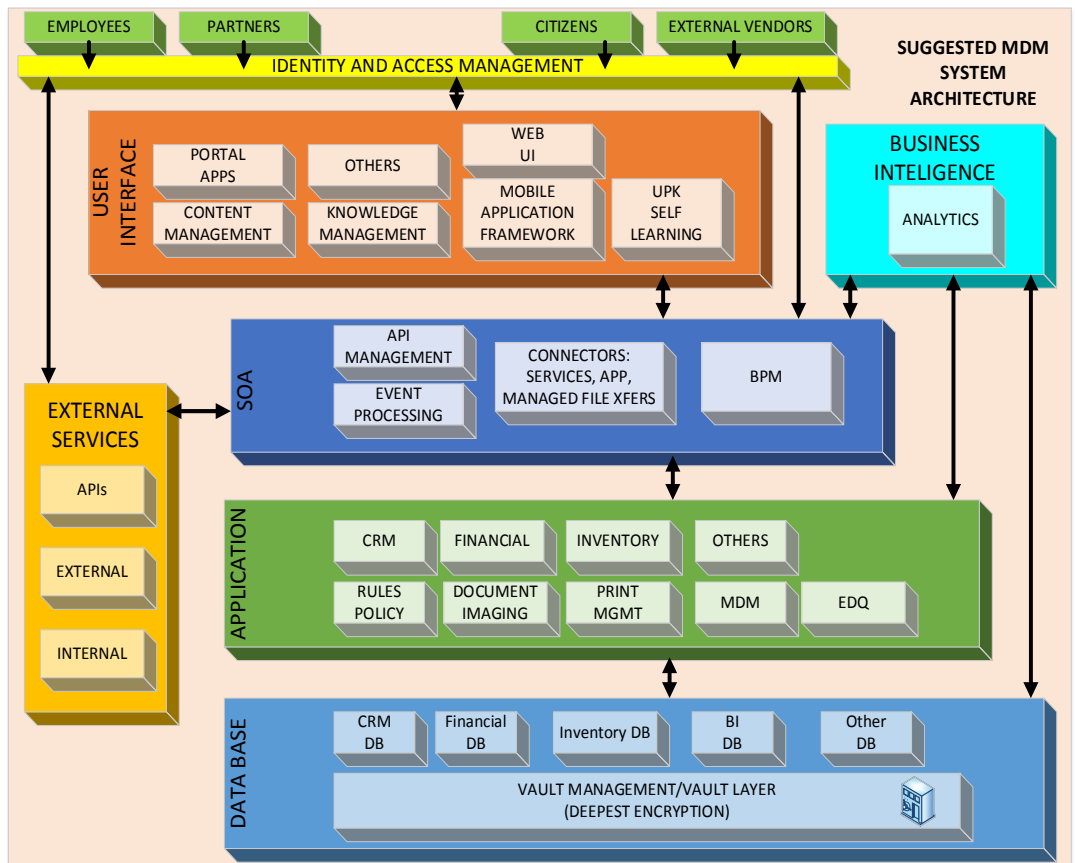 EMPLOYEES
PARTNERS
CITIZENS
EXTERNAL VENDORS
IDENTITY AND ACCESS MANAGEMENT
SUGGESTED MDM
SYSTEM
ARCHITECTURE
USER
INTERFACE
PORTAL
APPS
OTHERS
WEB
UI
CONTENT
MANAGEMENT
KNOWLEDGE
MANAGEMENT
MOBILE
APPLICATION
FRAMEWORK
UPK
SELF
LEARNING
BUSINESS
INTELIGENCE
ANALYTICS
SOA
API
MANAGEMENT
EVENT
PROCESSING
CONNECTORS:
SERVICES, APP,
MANAGED FILE XFERS
BPM
EXTERNAL
SERVICES
APIs
EXTERNAL
INTERNAL
APPLICATION
CRM
FINANCIAL
INVENTORY
OTHERS
RULES
POLICY
DOCUMENT
IMAGING
PRINT
MGMT
MDM
EDQ
DATA BASE
CRM
DB
Financial
DB
Inventory DB
BI
DB
Other
DB
VAULT MANAGEMENT/VAULT LAYER
(DEEPEST ENCRYPTION)